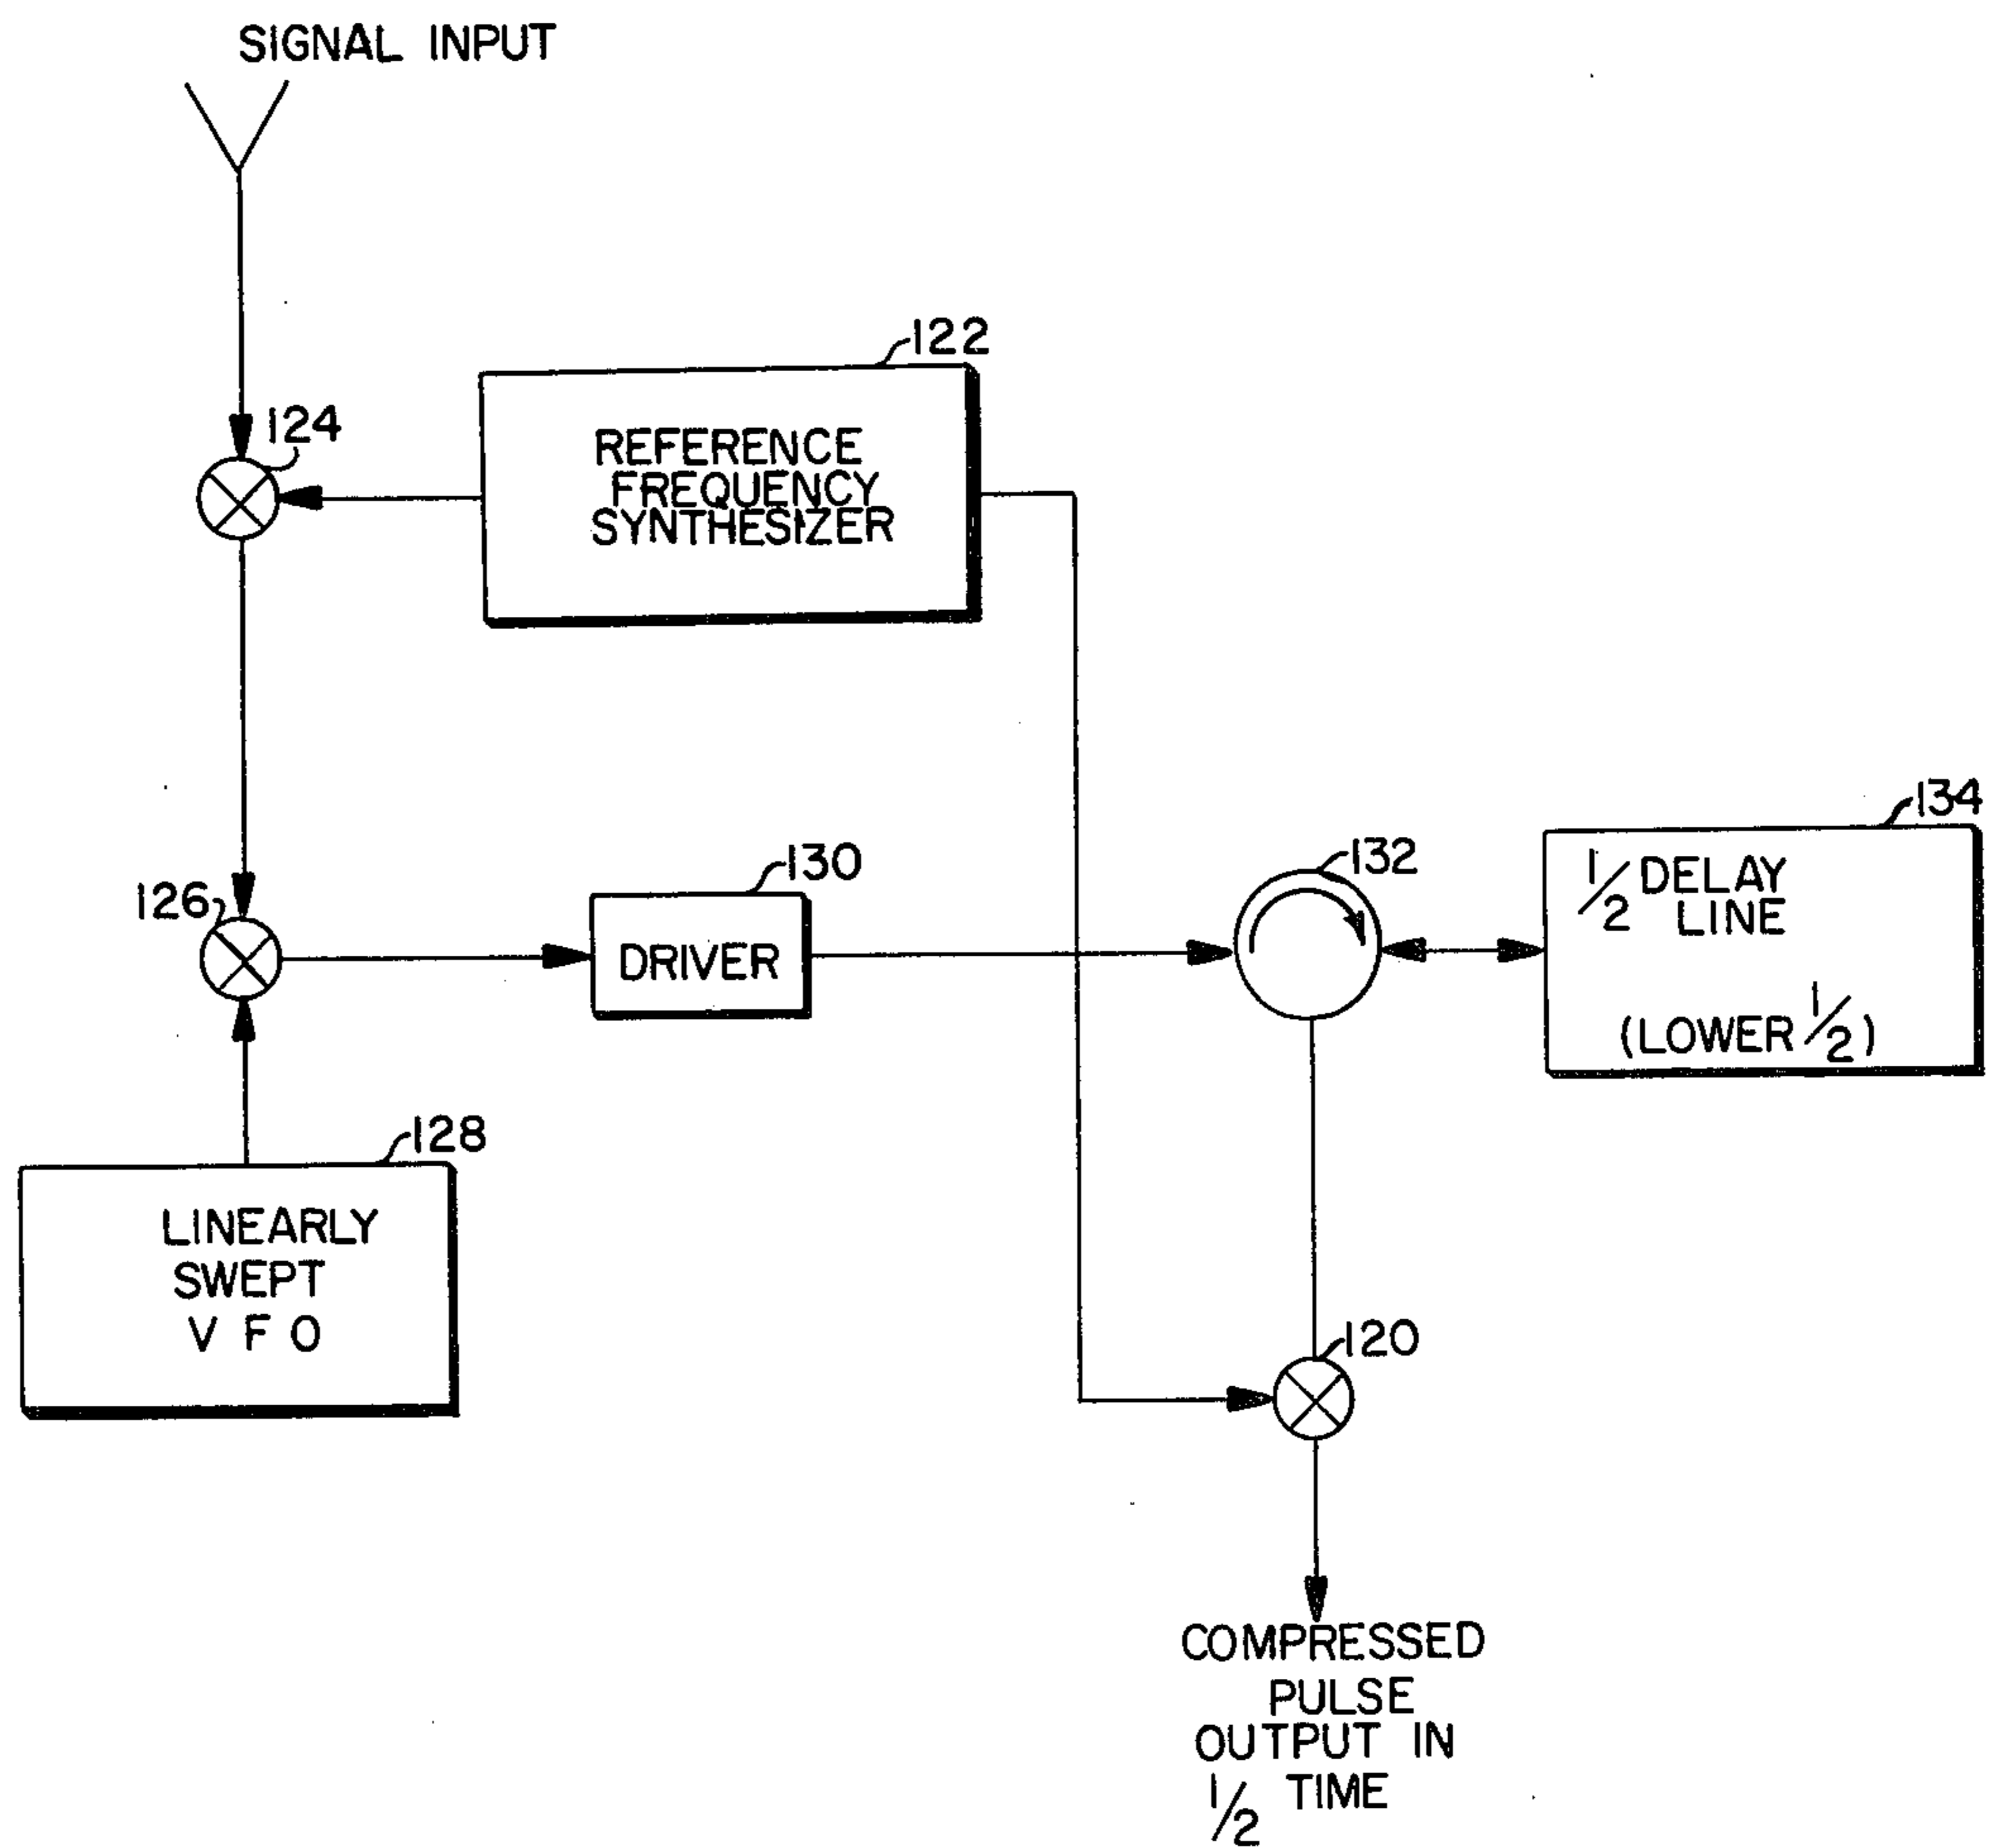 SIGNAL INPUT
122
124
REFERENCE
FREQUENCY
SYNTHESIZER
134
132
130
1/2 DELAY
LINE
126
DRIVER
(LOWER 1/2)
128
LINEARLY
SWEPT
V F O
120
COMPRESSED
PULSE
OUTPUT IN
1/2 TIME